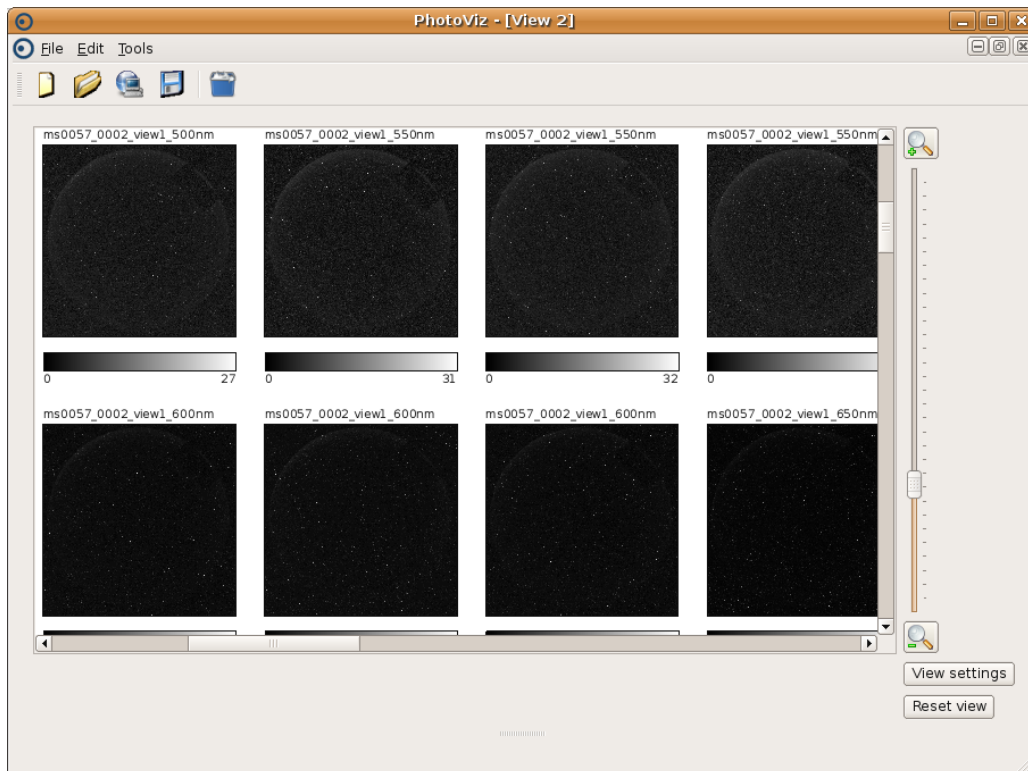 PhotoViz - [View 2]
File Edit Tools
ms0057_0002_view1_500nm ms0057_0002_view1_550nm ms0057_0002_view1_550nm ms0057_0002_view1_550nm
0 27 0 31 0 32 0
ms0057_0002_view1_600nm ms0057_0002_view1_600nm ms0057_0002_view1_600nm ms0057_0002_view1_650nm
View settings
Reset view